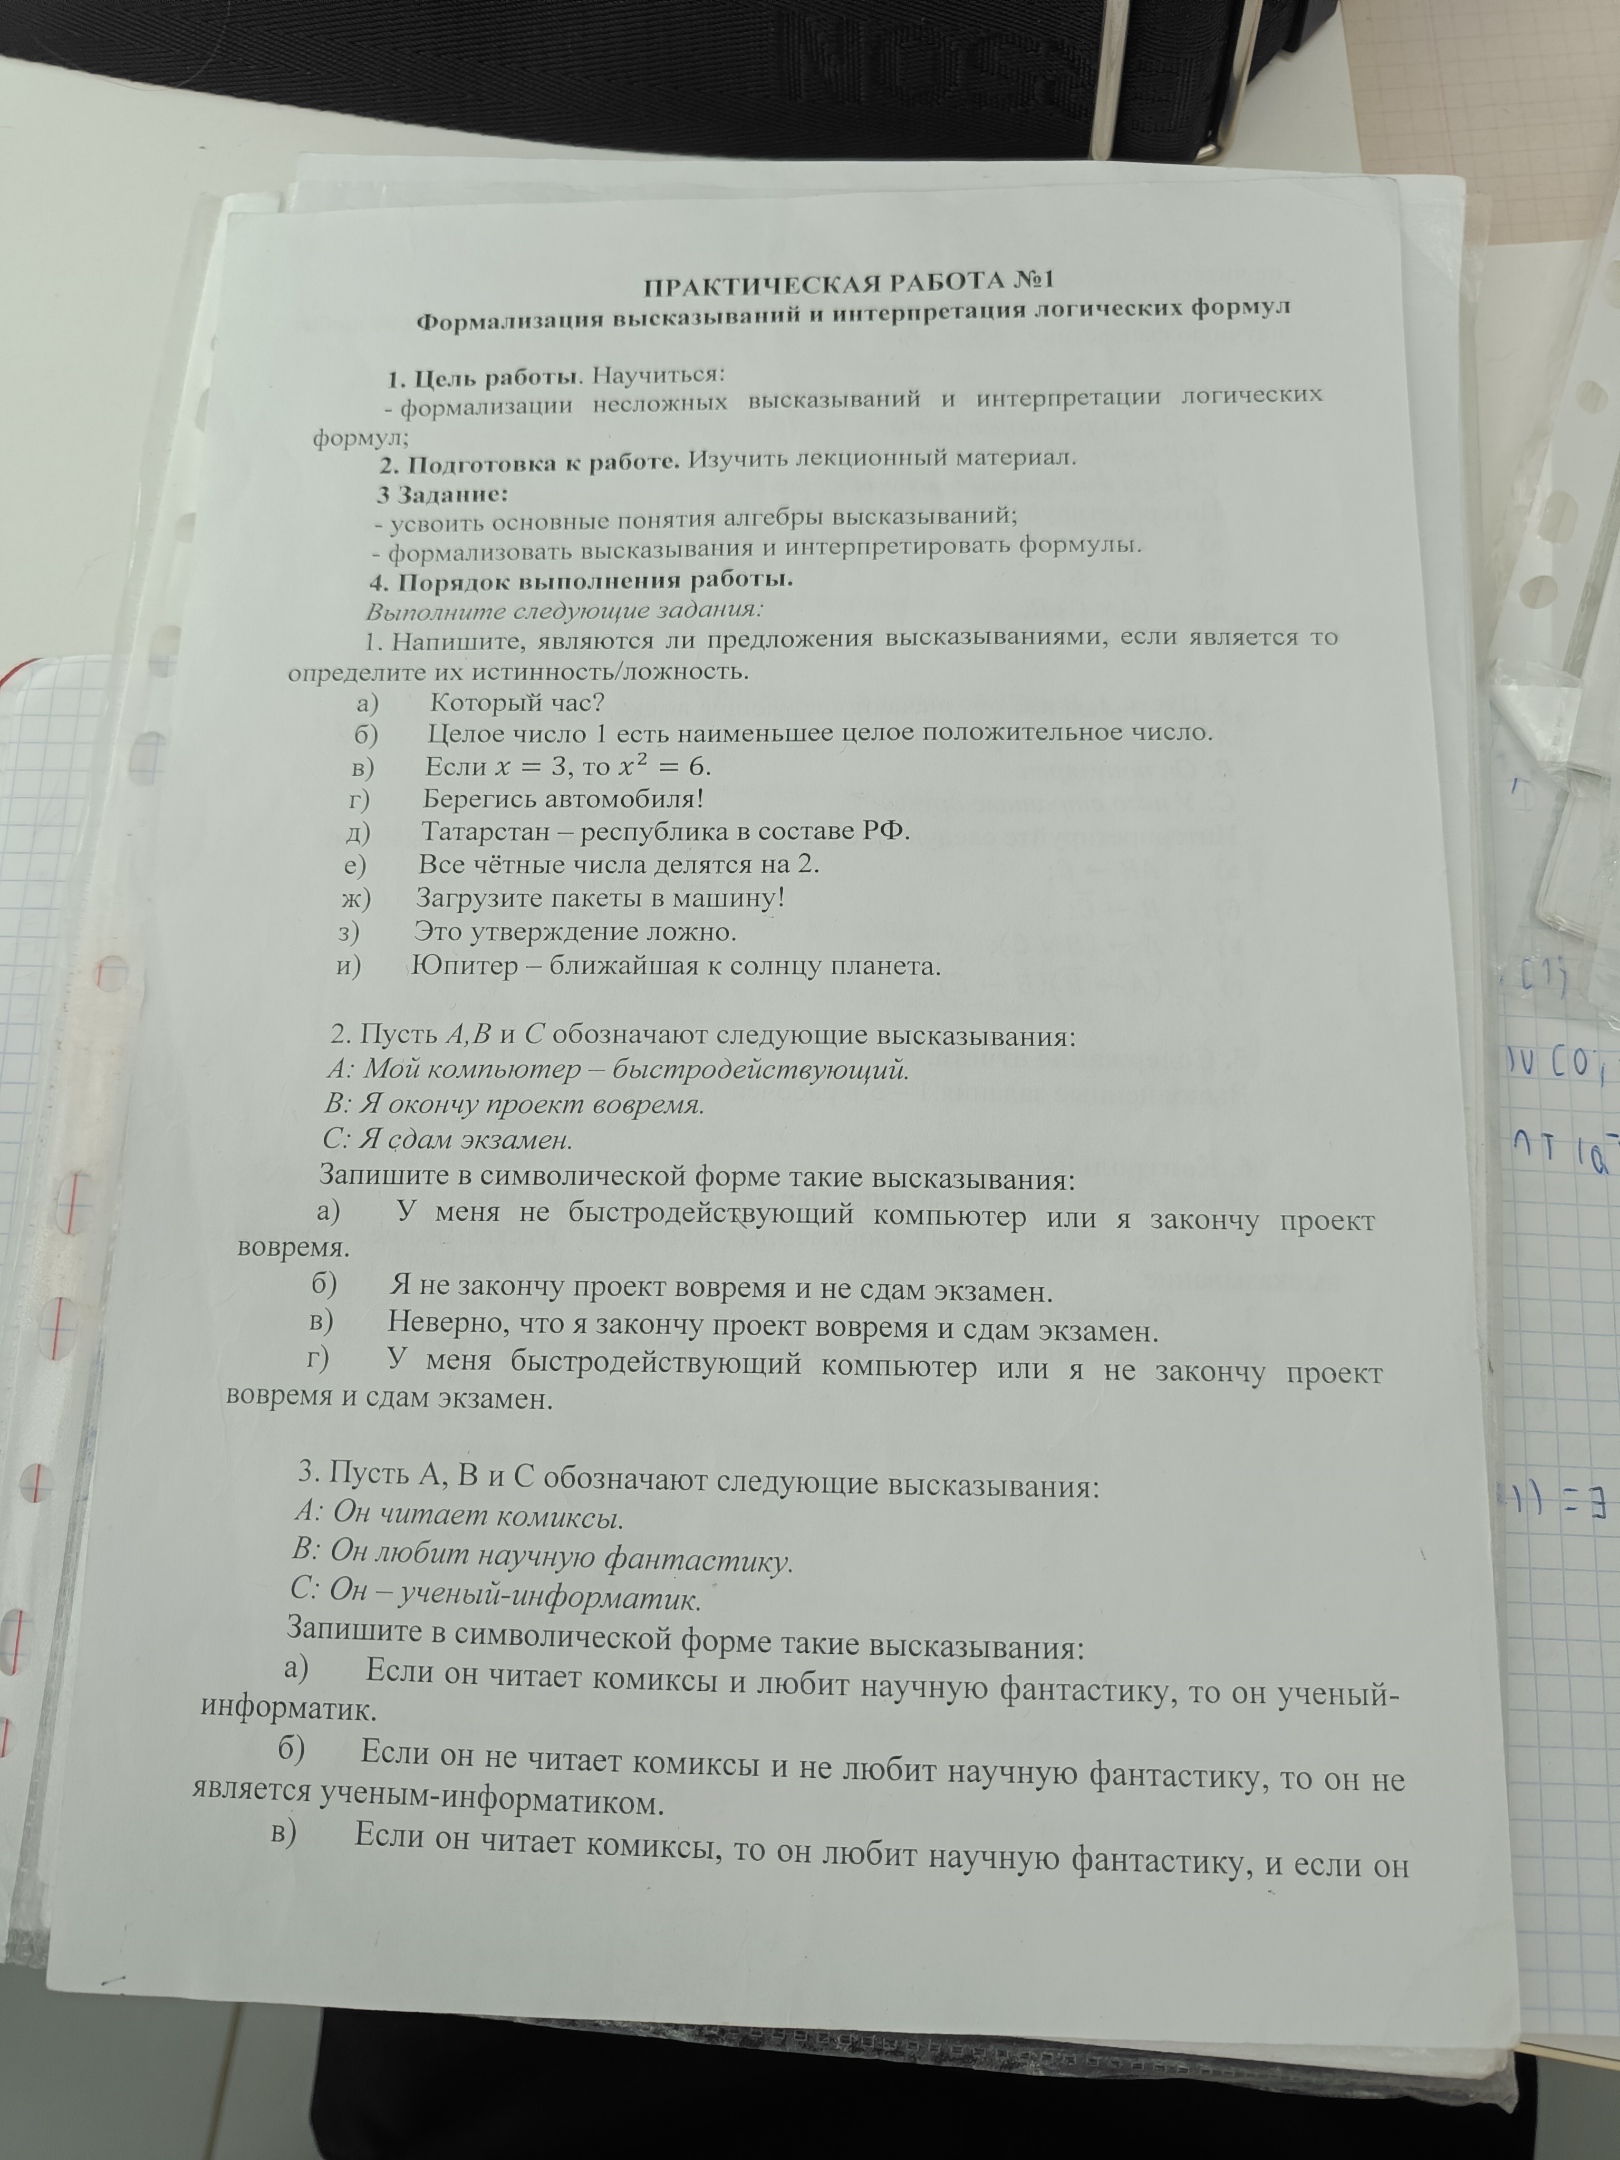 ПРАКТИЧЕСКАЯ РАБОТА №1
Формализация высказываний и интерпретация логических формул
1. Цель работы. Научиться:
- формализации несложных высказываний и интерпретации логических
формул;
2. Подготовка к работе. Изучить лекционный материал.
3 Задание:
- усвоить основные понятия алгебры высказываний;
- формализовать высказывания и интерпретировать формулы.
4. Порядок выполнения работы.
Выполните следующие задания:
1. Напишите, являются ли предложения высказываниями, если является то
определите их истинность/ложность.
а) Который час?
б) Целое число 1 есть наименьшее целое положительное число.
в) Если x = 3, то x² = 6.
г) Берегись автомобиля!
д) Татарстан – республика в составе РФ.
е) Все чётные числа делятся на 2.
ж) Загрузите пакеты в машину!
з) Это утверждение ложно.
и) Юпитер – ближайшая к солнцу планета.
2. Пусть A,B и C обозначают следующие высказывания:
A: Мой компьютер – быстродействующий.
B: Я окончу проект вовремя.
C: Я сдам экзамен.
Запишите в символической форме такие высказывания:
а) У меня не быстродействующий компьютер или я закончу проект
вовремя.
б) Я не закончу проект вовремя и не сдам экзамен.
в) Неверно, что я закончу проект вовремя и сдам экзамен.
г) У меня быстродействующий компьютер или я не закончу проект
вовремя и сдам экзамен.
3. Пусть A, B и C обозначают следующие высказывания:
A: Он читает комиксы.
B: Он любит научную фантастику.
C: Он – ученый-информатик.
Запишите в символической форме такие высказывания:
а) Если он читает комиксы и любит научную фантастику, то он ученый-
информатик.
б) Если он не читает комиксы и не любит научную фантастику, то он не
является ученым-информатиком.
в) Если он читает комиксы, то он любит научную фантастику, и если он